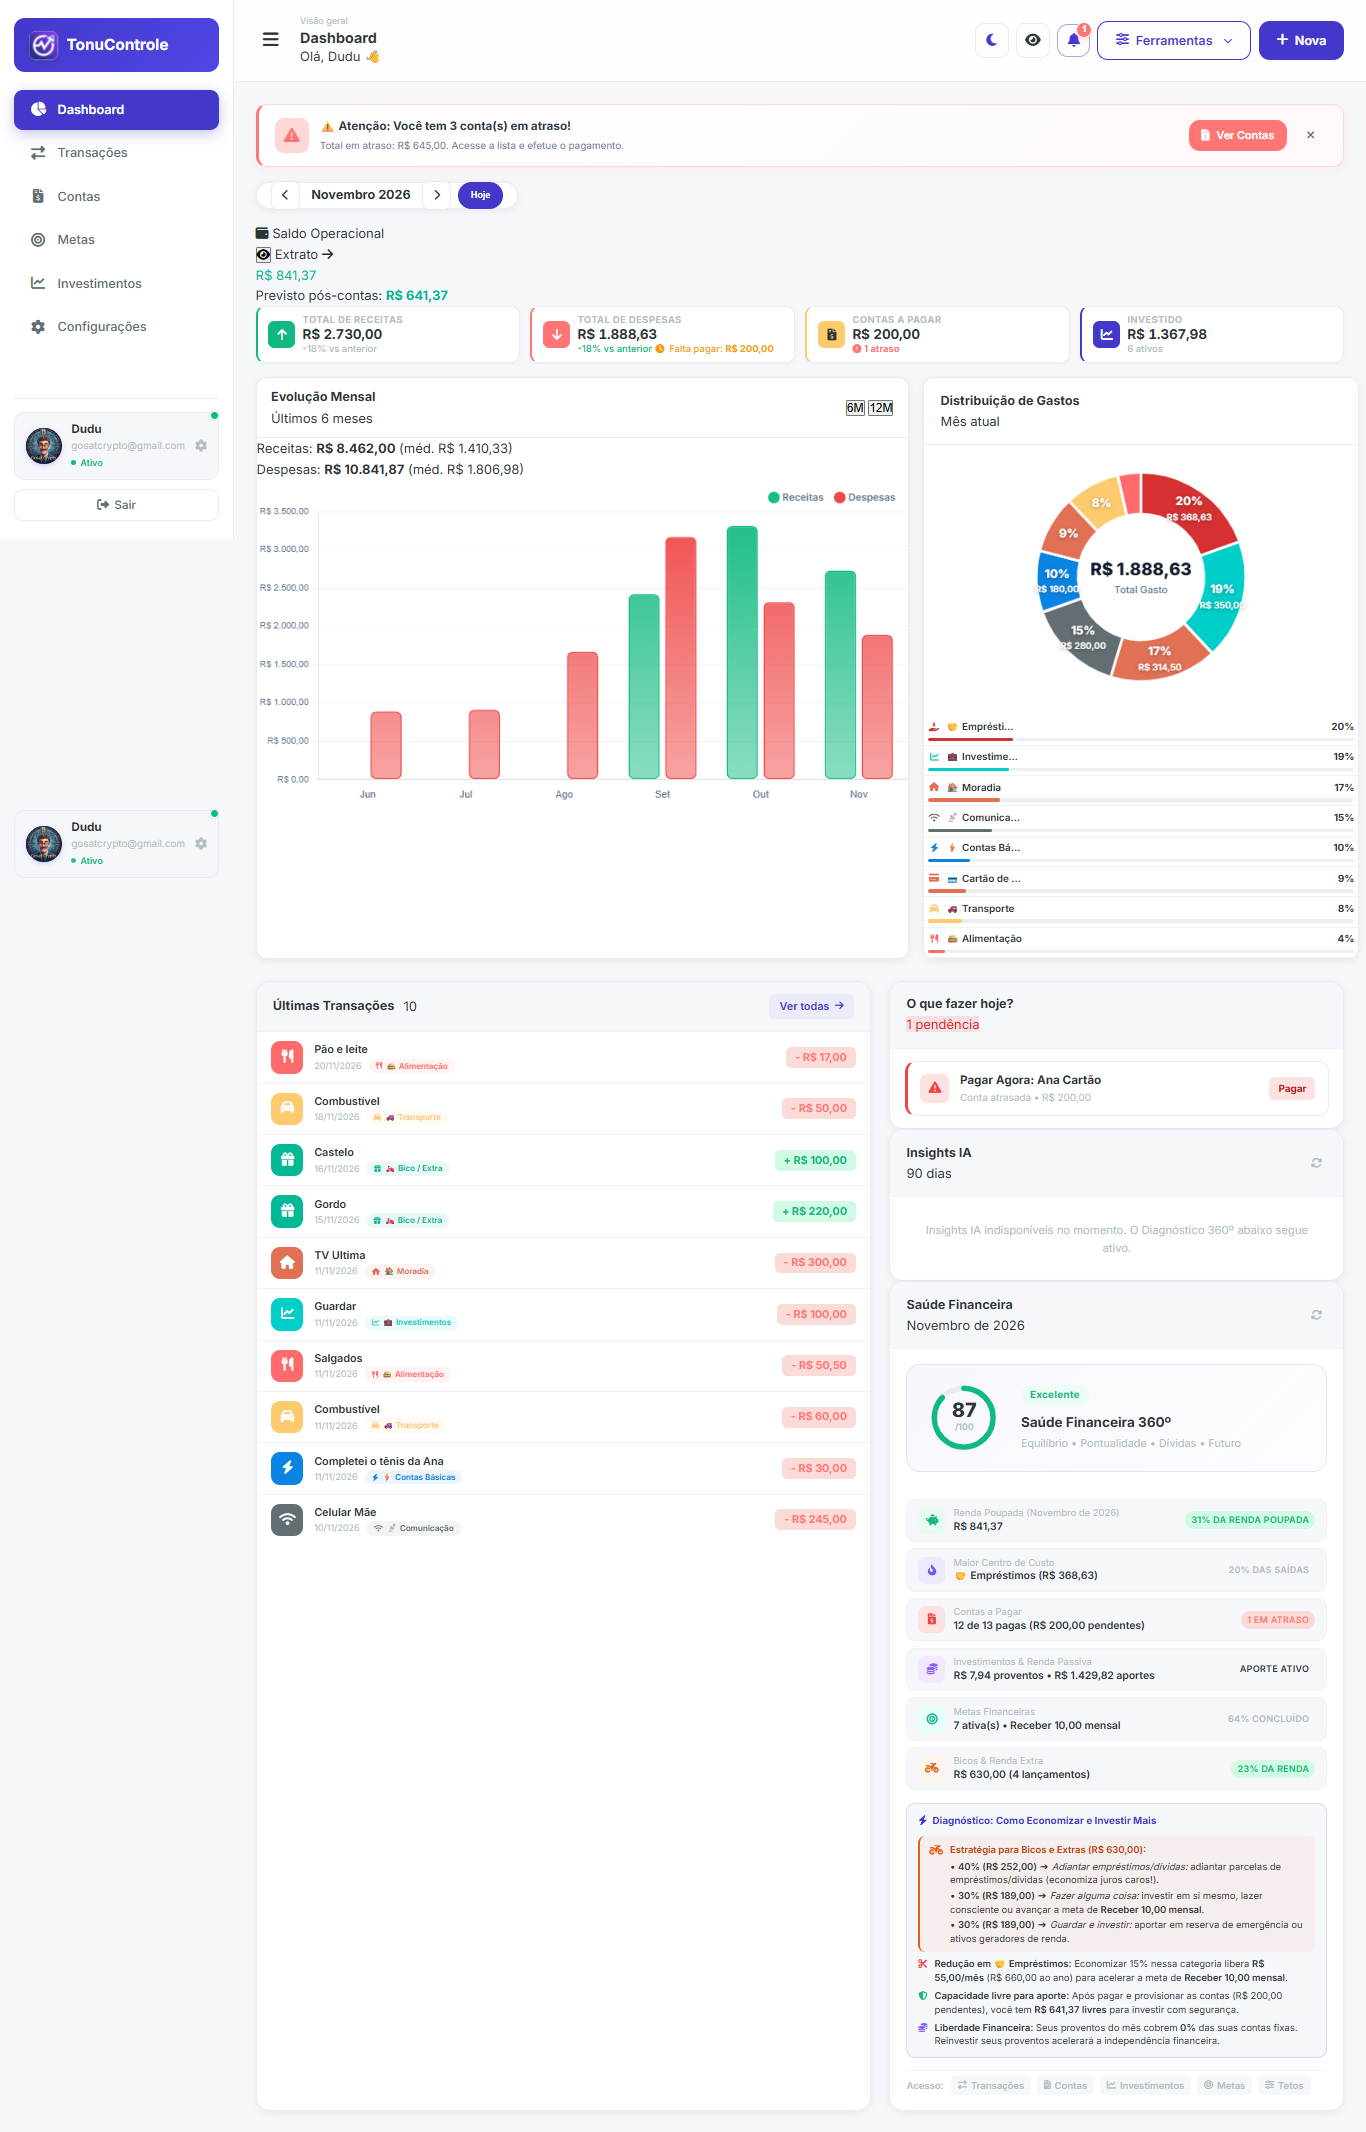 TonuControle
Dashboard
Transações
Contas
Metas
Investimentos
Configurações
Dudu
gosatcrypto@gmail.com
Ativo
Sair
Dudu
gosatcrypto@gmail.com
Ativo
Visão geral
Dashboard
Olá, Dudu 👋
1
Ferramentas
+ Nova
⚠️ Atenção: Você tem 3 conta(s) em atraso!
Total em atraso: R$ 645,00. Acesse a lista e efetue o pagamento.
Ver Contas
×
Novembro 2026
Hoje
Saldo Operacional
Extrato →
R$ 841,37
Previsto pós-contas: R$ 641,37
TOTAL DE RECEITAS
R$ 2.730,00
-18% vs anterior
TOTAL DE DESPESAS
R$ 1.888,63
-18% vs anterior Falta pagar: R$ 200,00
CONTAS A PAGAR
R$ 200,00
1 atraso
INVESTIDO
R$ 1.367,98
6 ativos
Evolução Mensal
Últimos 6 meses
6M 12M
Receitas: R$ 8.462,00 (méd. R$ 1.410,33)
Despesas: R$ 10.841,87 (méd. R$ 1.806,98)
Receitas Despesas
R$ 3.500,00
R$ 3.000,00
R$ 2.500,00
R$ 2.000,00
R$ 1.500,00
R$ 1.000,00
R$ 500,00
R$ 0,00
Jun Jul Ago Set Out Nov
Distribuição de Gastos
Mês atual
20%
R$ 368,63
19%
R$ 350,00
17%
R$ 314,50
15%
R$ 280,00
10%
R$ 180,00
9%
8%
R$ 1.888,63
Total Gasto
Emprésti... 20%
Investime... 19%
Moradia 17%
Comunica... 15%
Contas Bá... 10%
Cartão de ... 9%
Transporte 8%
Alimentação 4%
Últimas Transações 10
Ver todas →
Pão e leite
20/11/2026 Alimentação
- R$ 17,00
Combustível
18/11/2026 Transporte
- R$ 50,00
Castelo
16/11/2026 Bico / Extra
+ R$ 100,00
Gordo
15/11/2026 Bico / Extra
+ R$ 220,00
TV Ultima
11/11/2026 Moradia
- R$ 300,00
Guardar
11/11/2026 Investimentos
- R$ 100,00
Salgados
11/11/2026 Alimentação
- R$ 50,50
Combustível
11/11/2026 Transporte
- R$ 60,00
Completei o tênis da Ana
11/11/2026 Contas Básicas
- R$ 30,00
Celular Mãe
10/11/2026 Comunicação
- R$ 245,00
O que fazer hoje?
1 pendência
Pagar Agora: Ana Cartão
Conta atrasada • R$ 200,00
Pagar
Insights IA
90 dias
Insights IA indisponíveis no momento. O Diagnóstico 360º abaixo segue
ativo.
Saúde Financeira
Novembro de 2026
87
/100
Excelente
Saúde Financeira 360º
Equilíbrio • Pontualidade • Dívidas • Futuro
Renda Poupada (Novembro de 2026)
R$ 841,37
31% DA RENDA POUPADA
Maior Centro de Custo
Empréstimos (R$ 368,63)
20% DAS SAÍDAS
Contas a Pagar
12 de 13 pagas (R$ 200,00 pendentes)
1 EM ATRASO
Investimentos & Renda Passiva
R$ 7,94 proventos • R$ 1.429,82 aportes
APORTE ATIVO
Metas Financeiras
7 ativa(s) • Receber 10,00 mensal
64% CONCLUÍDO
Bicos & Renda Extra
R$ 630,00 (4 lançamentos)
23% DA RENDA
Diagnóstico: Como Economizar e Investir Mais
Estratégia para Bicos e Extras (R$ 630,00):
• 40% (R$ 252,00) → Adiantar empréstimos/dívidas: adiantar parcelas de
empréstimos/dívidas (economiza juros caros!).
• 30% (R$ 189,00) → Fazer alguma coisa: investir em si mesmo, lazer
consciente ou avançar a meta de Receber 10,00 mensal.
• 30% (R$ 189,00) → Guardar e investir: aportar em reserva de emergência ou
ativos geradores de renda.
Redução em Empréstimos: Economizar 15% nessa categoria libera R$
55,00/mês (R$ 660,00 ao ano) para acelerar a meta de Receber 10,00 mensal.
Capacidade livre para aporte: Após pagar e provisionar as contas (R$ 200,00
pendentes), você tem R$ 641,37 livres para investir com segurança.
Liberdade Financeira: Seus proventos do mês cobrem 0% das suas contas fixas.
Reinvestir seus proventos acelerará a independência financeira.
Acesso: Transações Contas Investimentos Metas Tetos